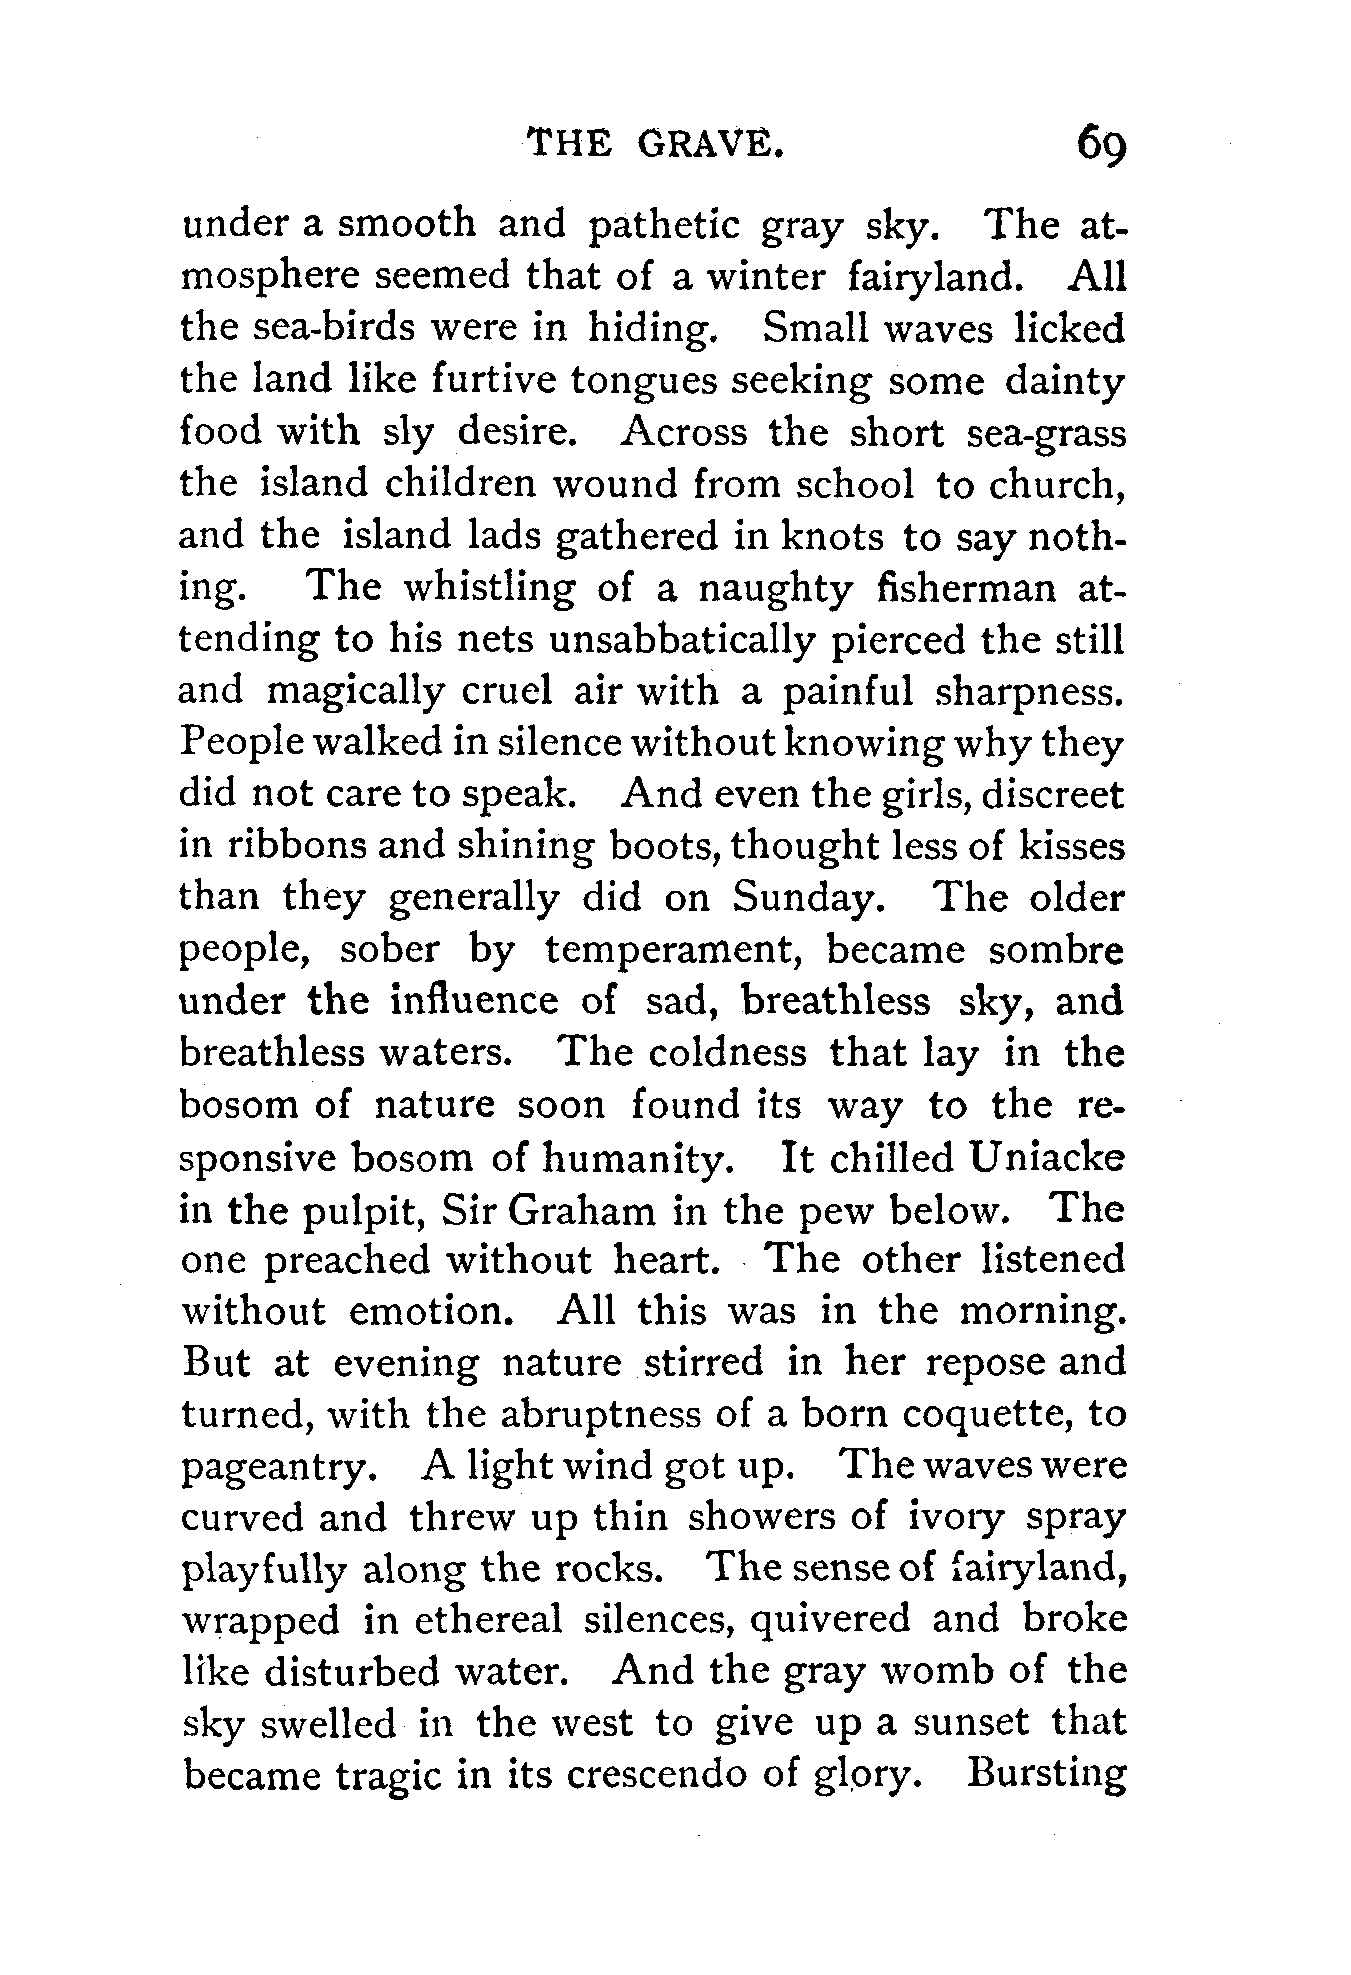 THE GRAVE. 69
under a smooth and pathetic gray sky. The at-
mosphere seemed that of a winter fairyland. All
the sea-birds were in hiding. Small waves licked
the land like furtive tongues seeking some dainty
food with sly desire. Across the short sea-grass
the island children wound from school to church,
and the island lads gathered in knots to say noth-
ing. The whistling of a naughty fisherman at-
tending to his nets unsabbatically pierced the still
and magically cruel air with a painful sharpness.
People walked in silence without knowing why they
did not care to speak. And even the girls, discreet
in ribbons and shining boots, thought less of kisses
than they generally did on Sunday. The older
people, sober by temperament, became sombre
under the influence of sad, breathless sky, and
breathless waters. The coldness that lay in the
bosom of nature soon found its way to the re-
sponsive bosom of humanity. It chilled Uniacke
in the pulpit, Sir Graham in the pew below. The
one preached without heart. The other listened
without emotion. All this was in the morning.
But at evening nature stirred in her repose and
turned, with the abruptness of a born coquette, to
pageantry. A light wind got up. The waves were
curved and threw up thin showers of ivory spray
playfully along the rocks. The sense of fairyland,
wrapped in ethereal silences, quivered and broke
like disturbed water. And the gray womb of the
sky swelled in the west to give up a sunset that
became tragic in its crescendo of glory. Bursting